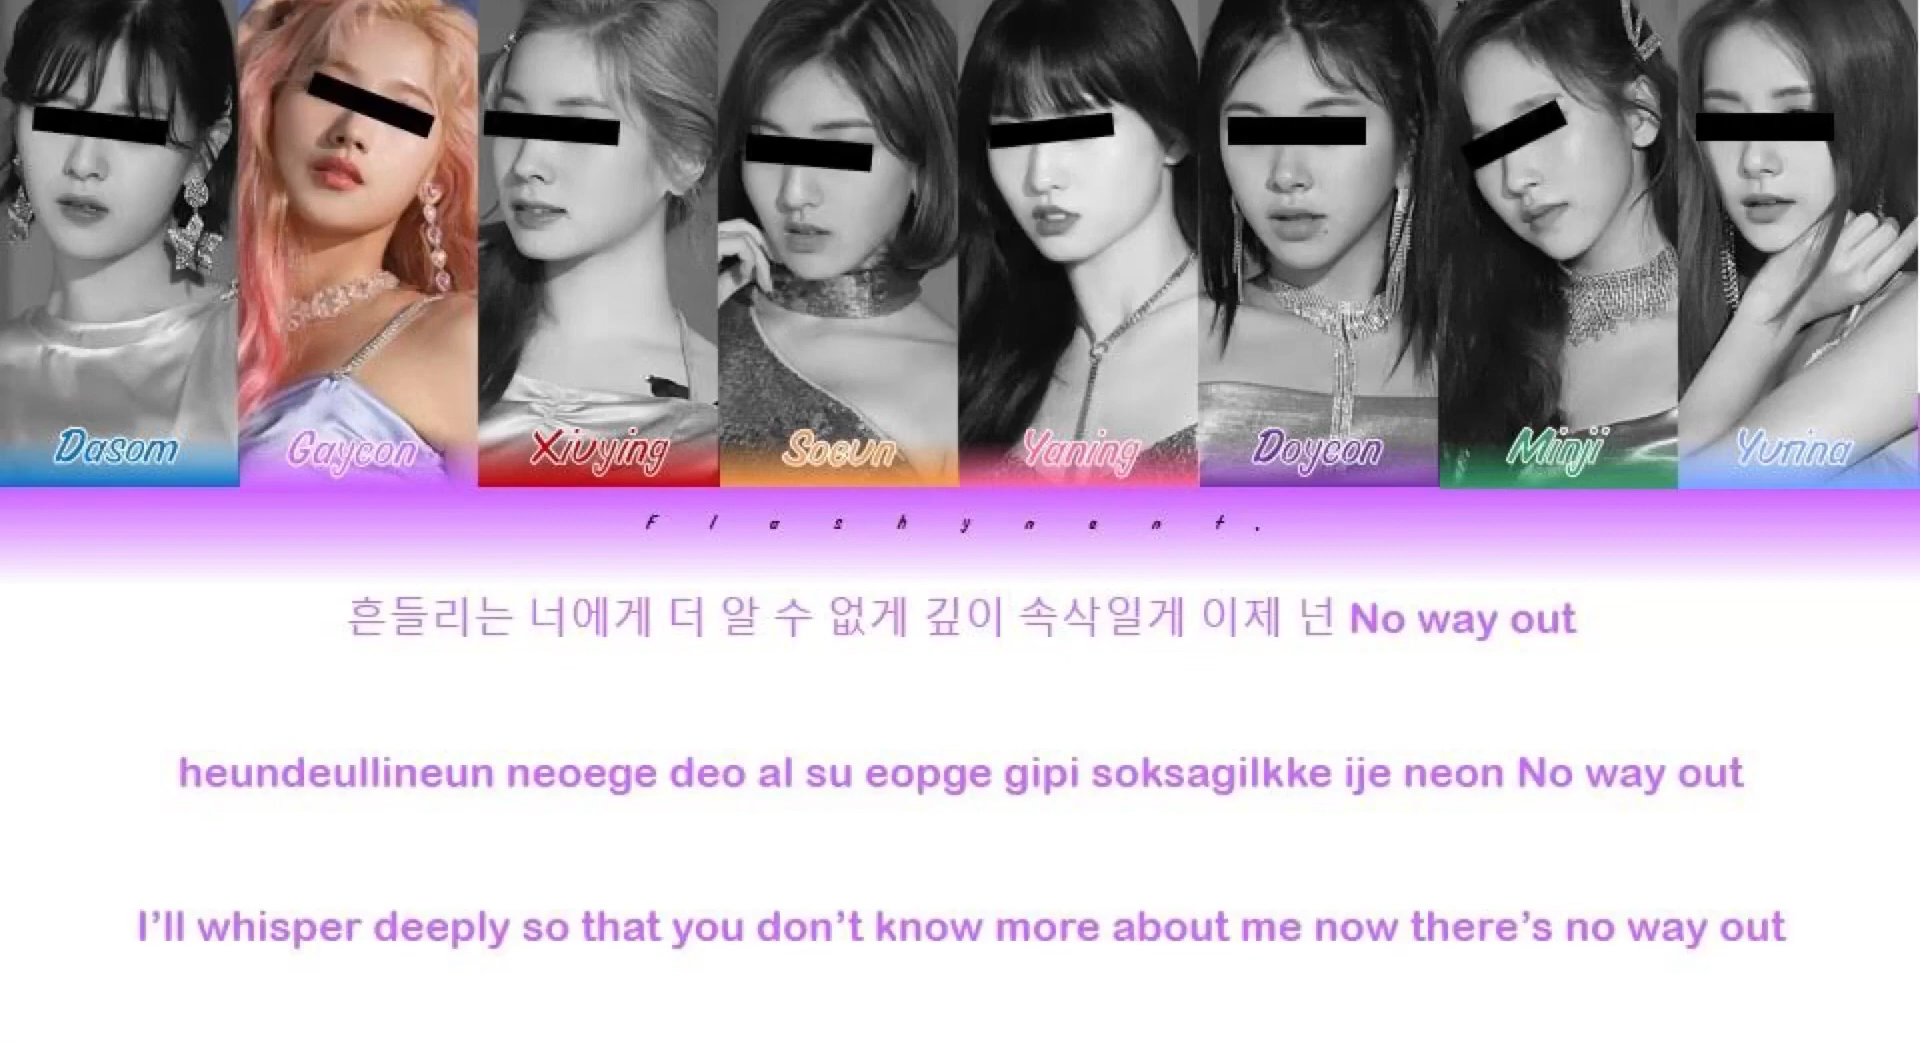 Dasom Gayeon Xivying Soeun Yaning Doyeon Minji Yunina
Flashynent.
흔들리는 너에게 더 알 수 없게 깊이 속삭일게 이제 넌 No way out
heundeullineun neoege deo al su eopge gipi soksagilkke ije neon No way out
I’ll whisper deeply so that you don’t know more about me now there’s no way out